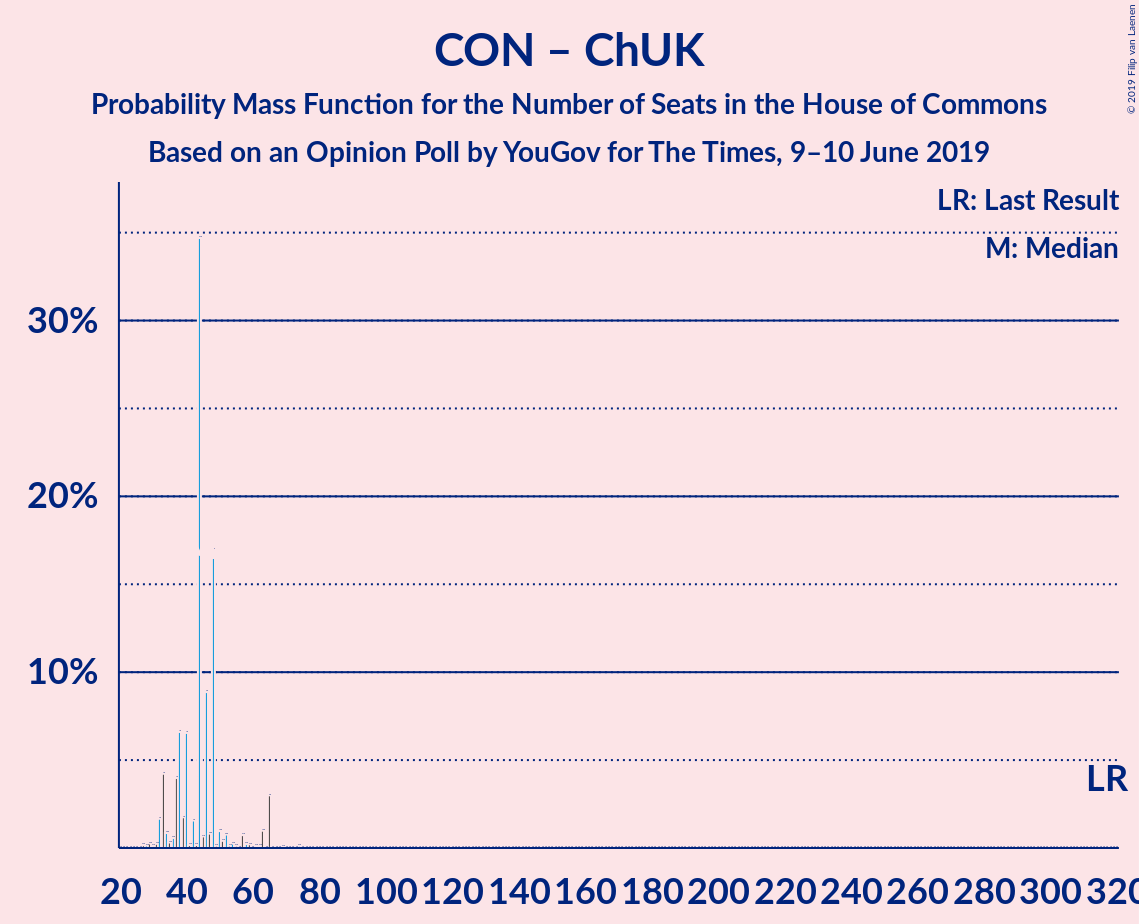 CON – ChUK
Probability Mass Function for the Number of Seats in the House of Commons
Based on an Opinion Poll by YouGov for The Times, 9–10 June 2019
© 2019 Filip van Laenen
LR: Last Result
M: Median
30%
20%
10%
LR
20 40 60 80 100 120 140 160 180 200 220 240 260 280 300 320